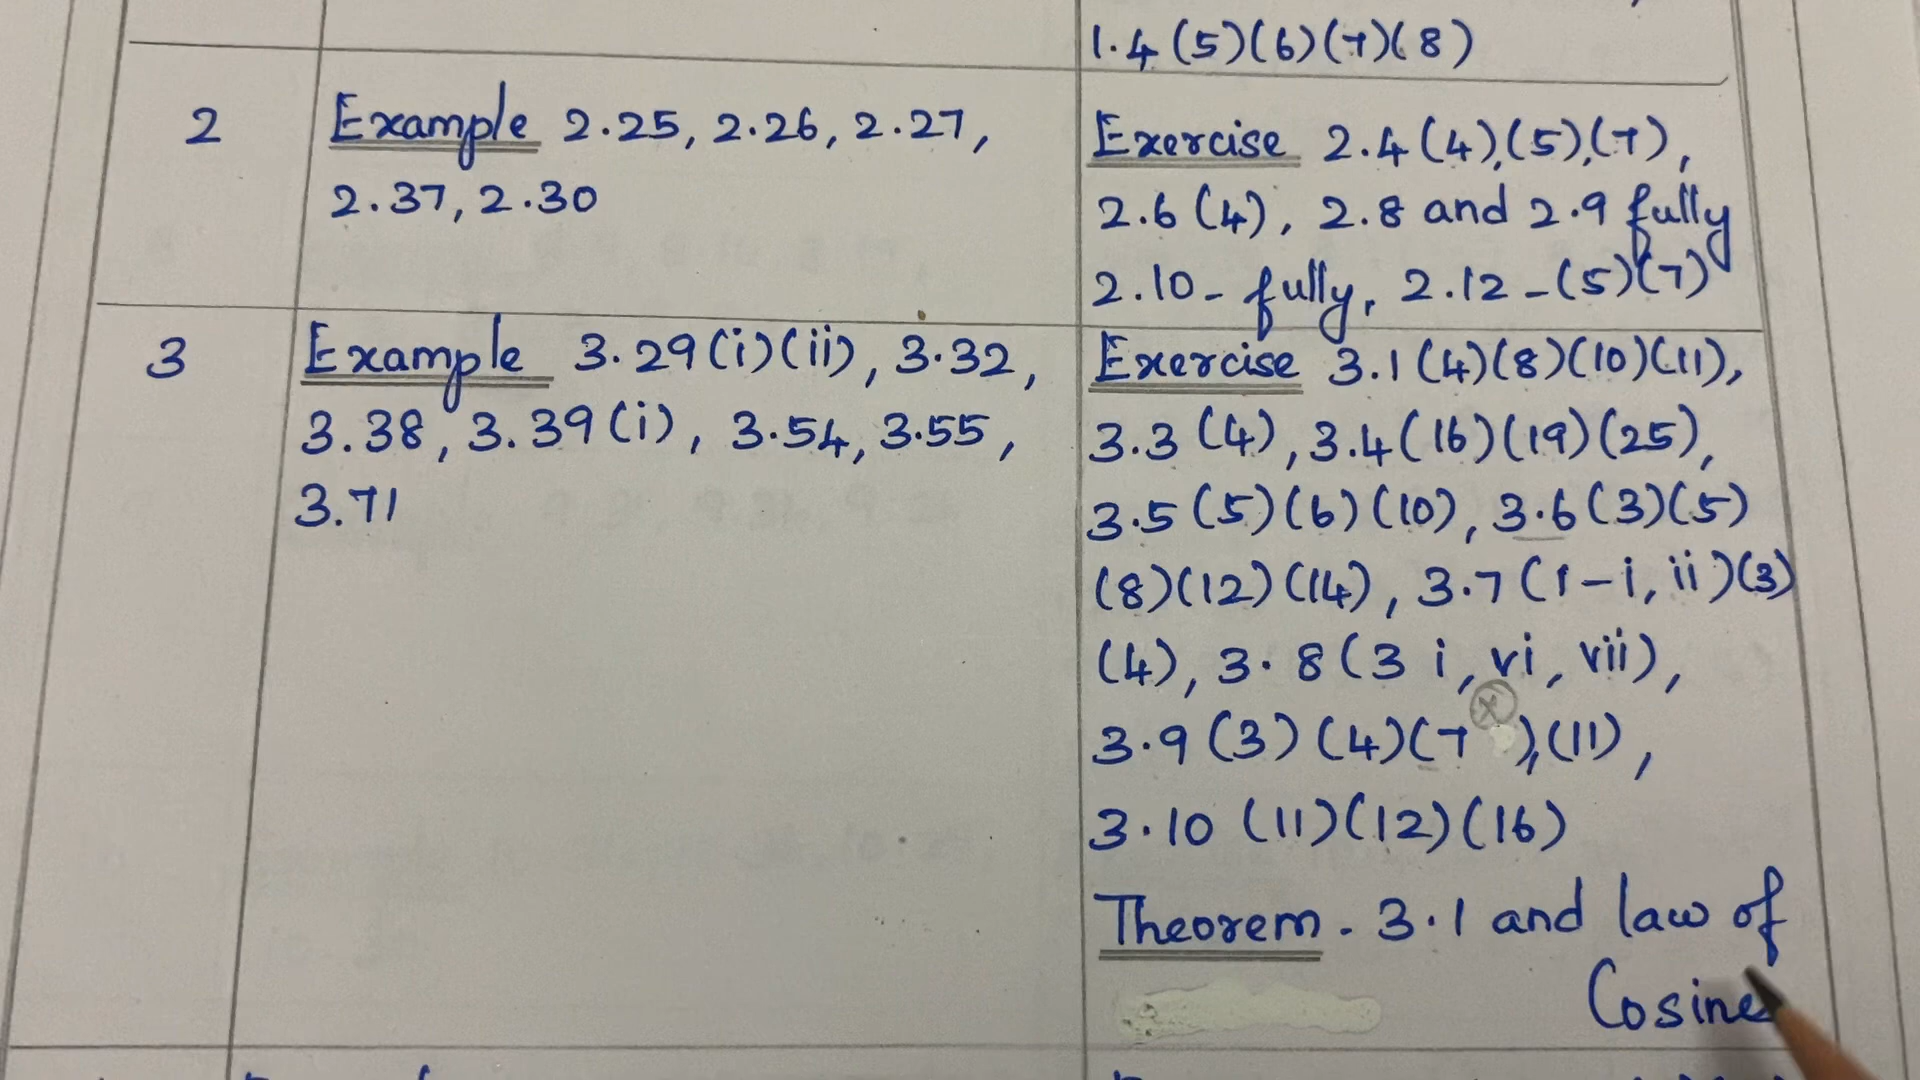 1.4 (5)(6)(7)(8)
2
Example 2.25, 2.26, 2.27,
2.37, 2.30
Exercise 2.4 (4),(5),(7),
2.6 (4), 2.8 and 2.9 fully
2.10 - fully, 2.12 - (5)(7)
3
Example 3.29 (i)(ii), 3.32,
3.38, 3.39 (i), 3.54, 3.55,
3.71
Exercise 3.1 (4)(8)(10)(11),
3.3 (4), 3.4 (16)(19)(25),
3.5 (5)(6)(10), 3.6 (3)(5)
(8)(12)(14), 3.7 (1-i, ii)(3)
(4), 3.8 (3 i, vi, vii),
3.9 (3) (4)(7 ),(11),
3.10 (11)(12)(16)
Theorem - 3.1 and law of
Cosine